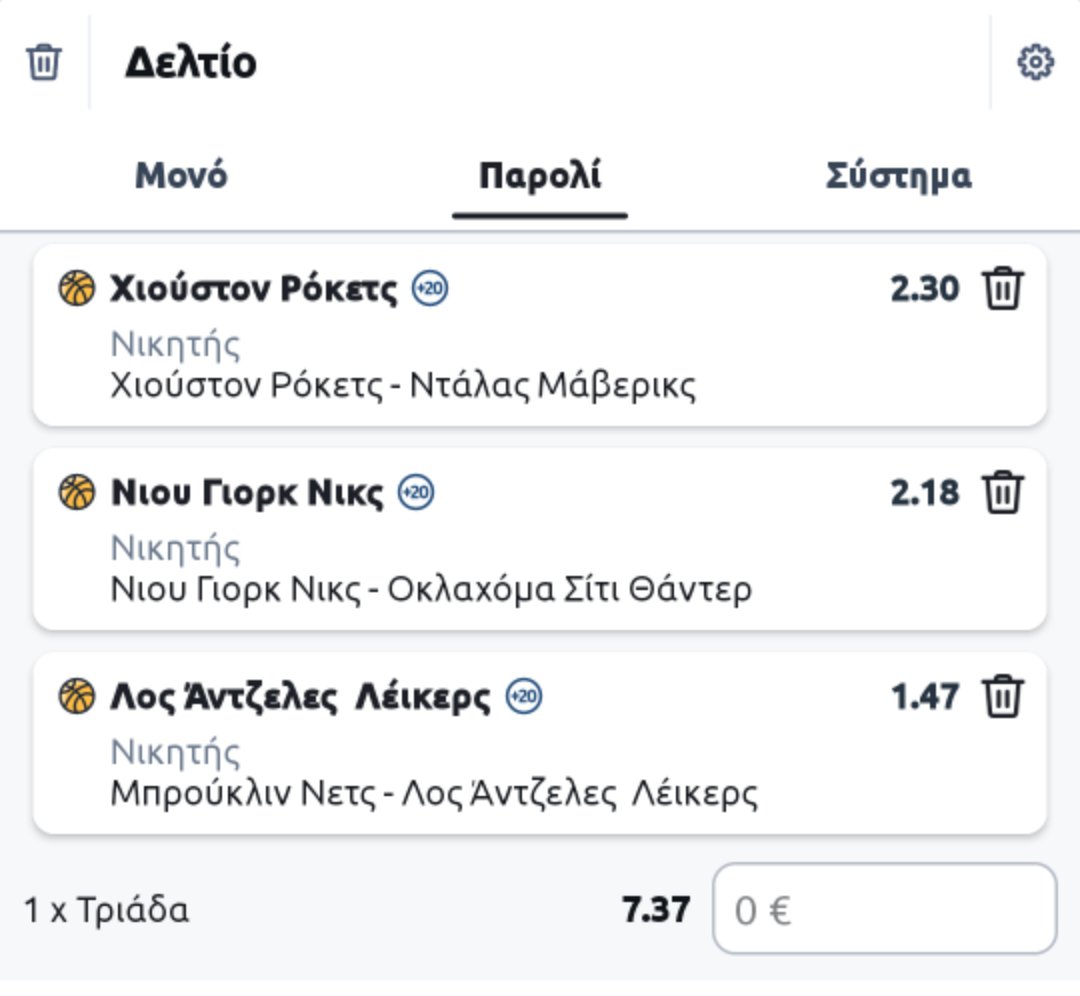 Δελτίο
Μονό Παρολί Σύστημα
Χιούστον Ρόκετς +20 2.30
Νικητής
Χιούστον Ρόκετς - Ντάλας Μάβερικς
Νιου Γιορκ Νικς +20 2.18
Νικητής
Νιου Γιορκ Νικς - Οκλαχόμα Σίτι Θάντερ
Λος Άντζελες Λέικερς +20 1.47
Νικητής
Μπρούκλιν Νετς - Λος Άντζελες Λέικερς
1 x Τριάδα 7.37 0 €